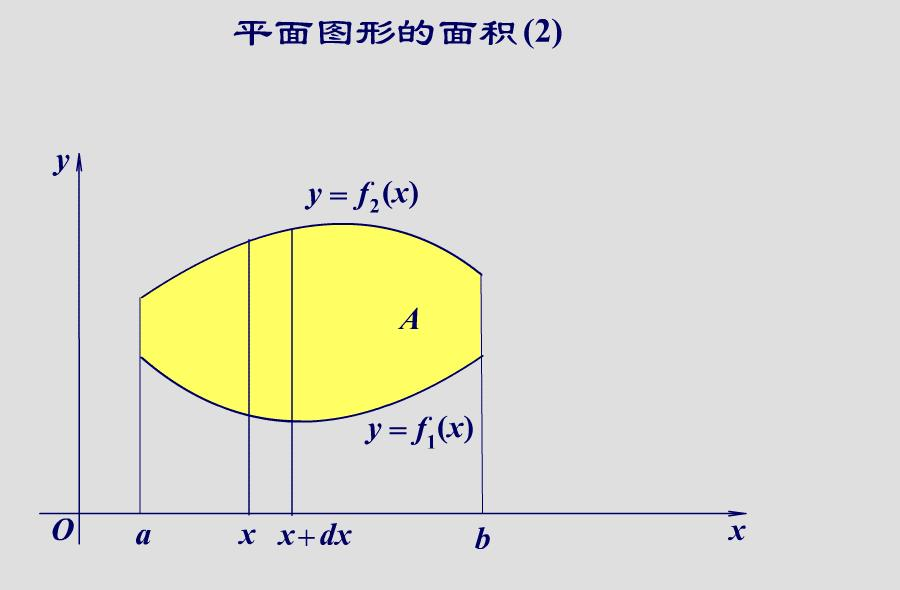 平面图形的面积(2)
y
y = f₂(x)
A
y = f₁(x)
O a x x+dx b x